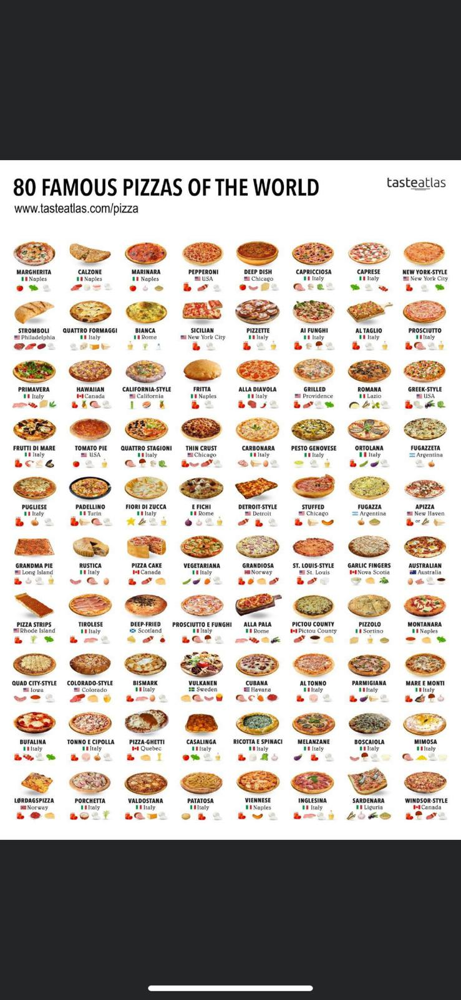 80 FAMOUS PIZZAS OF THE WORLD
tasteatlas
www.tasteatlas.com/pizza
MARGHERITA CALZONE MARINARA PEPPERONI DEEP DISH CAPRICCIOSA CAPRESE NEW YORK-STYLE
Naples Naples Naples USA Chicago Italy Italy New York City
STROMBOLI QUATTRO FORMAGGI BIANCA SICILIAN PIZZETTE AI FUNGHI AL TAGLIO PROSCIUTTO
Philadelphia Italy Rome New York City Italy Italy Italy Italy
PRIMAVERA HAWAIIAN CALIFORNIA-STYLE FRITTA ALLA DIAVOLA GRILLED ROMANA GREEK-STYLE
Italy Canada California Naples Italy Providence Lazio USA
FRUTTI DI MARE TOMATO PIE QUATTRO STAGIONI THIN CRUST CARBONARA PESTO GENOVESE ORTOLANA FUGAZZETA
Italy USA Italy Chicago Italy Italy Italy Argentina
PUGLIESE PADELLINO FIORI DI ZUCCA E FICHI DETROIT-STYLE STUFFED FUGAZZA APIZZA
Italy Turin Italy Rome Detroit Chicago Argentina New Haven
or
GRANDMA PIE RUSTICA PIZZA CAKE VEGETARIANA GRANDIOSA ST. LOUIS-STYLE GARLIC FINGERS AUSTRALIAN
Long Island Italy Canada Italy Norway St. Louis Nova Scotia Australia
PIZZA STRIPS TIROLESE DEEP-FRIED PROSCIUTTO E FUNGHI ALLA PALA PICTOU COUNTY PIZZOLO MONTANARA
Rhode Island Italy Scotland Italy Rome Pictou County Sortino Naples
QUAD CITY-STYLE COLORADO-STYLE BISMARK VULKANEN CUBANA AL TONNO PARMIGIANA MARE E MONTI
Iowa Colorado Italy Sweden Havana Italy Italy Italy
BUFALINA TONNO E CIPOLLA PIZZA-GHETTI CASALINGA RICOTTA E SPINACI MELANZANE BOSCAIOLA MIMOSA
Italy Italy Quebec Italy Italy Italy Italy Italy
LØRDAGSPIZZA PORCHETTA VALDOSTANA PATATOSA VIENNESE INGLESINA SARDENARA WINDSOR-STYLE
Norway Italy Italy Italy Naples Italy Liguria Canada